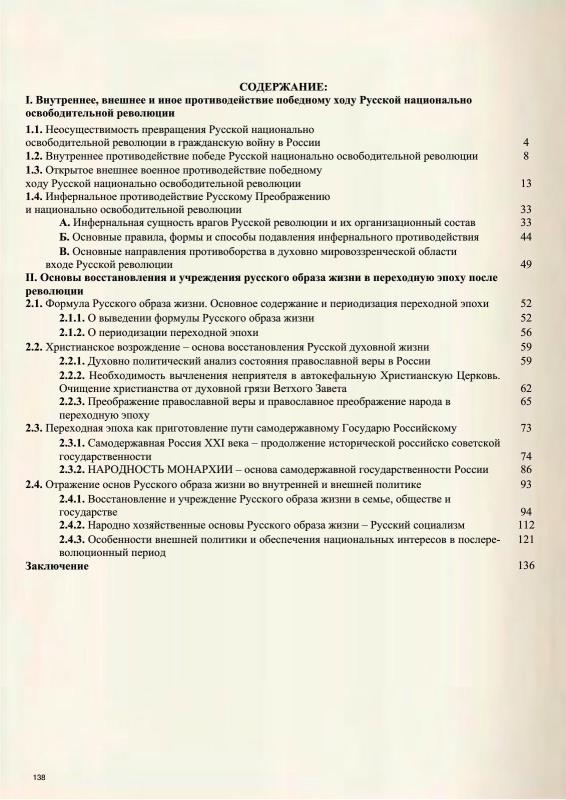 СОДЕРЖАНИЕ:
I. Внутреннее, внешнее и иное противодействие победному ходу Русской национально
освободительной революции
1.1. Неосуществимость превращения Русской национально
освободительной революции в гражданскую войну в России 4
1.2. Внутреннее противодействие победе Русской национально освободительной революции 8
1.3. Открытое внешнее военное противодействие победному
ходу Русской национально освободительной революции 13
1.4. Инфернальное противодействие Русскому Преображению
и национально освободительной революции 33
А. Инфернальная сущность врагов Русской революции и их организационный состав 33
Б. Основные правила, формы и способы подавления инфернального противодействия 44
В. Основные направления противоборства в духовно мировоззренческой области
входе Русской революции 49
II. Основы восстановления и учреждения русского образа жизни в переходную эпоху после
революции
2.1. Формула Русского образа жизни. Основное содержание и периодизация переходной эпохи 52
2.1.1. О выведении формулы Русского образа жизни 52
2.1.2. О периодизации переходной эпохи 56
2.2. Христианское возрождение – основа восстановления Русской духовной жизни 59
2.2.1. Духовно политический анализ состояния православной веры в России 59
2.2.2. Необходимость вычленения неприятеля в автокефальную Христианскую Церковь.
Очищение христианства от духовной грязи Ветхого Завета 62
2.2.3. Преображение православной веры и православное преображение народа в 65
переходную эпоху
2.3. Переходная эпоха как приготовление пути самодержавному Государю Российскому 73
2.3.1. Самодержавная Россия XXI века – продолжение исторической российско советской
государственности 74
2.3.2. НАРОДНОСТЬ МОНАРХИИ – основа самодержавной государственности России 86
2.4. Отражение основ Русского образа жизни во внутренней и внешней политике 93
2.4.1. Восстановление и учреждение Русского образа жизни в семье, обществе и
государстве 94
2.4.2. Народно хозяйственные основы Русского образа жизни – Русский социализм 112
2.4.3. Особенности внешней политики и обеспечения национальных интересов в послере- 121
волюционный период
Заключение 136
138